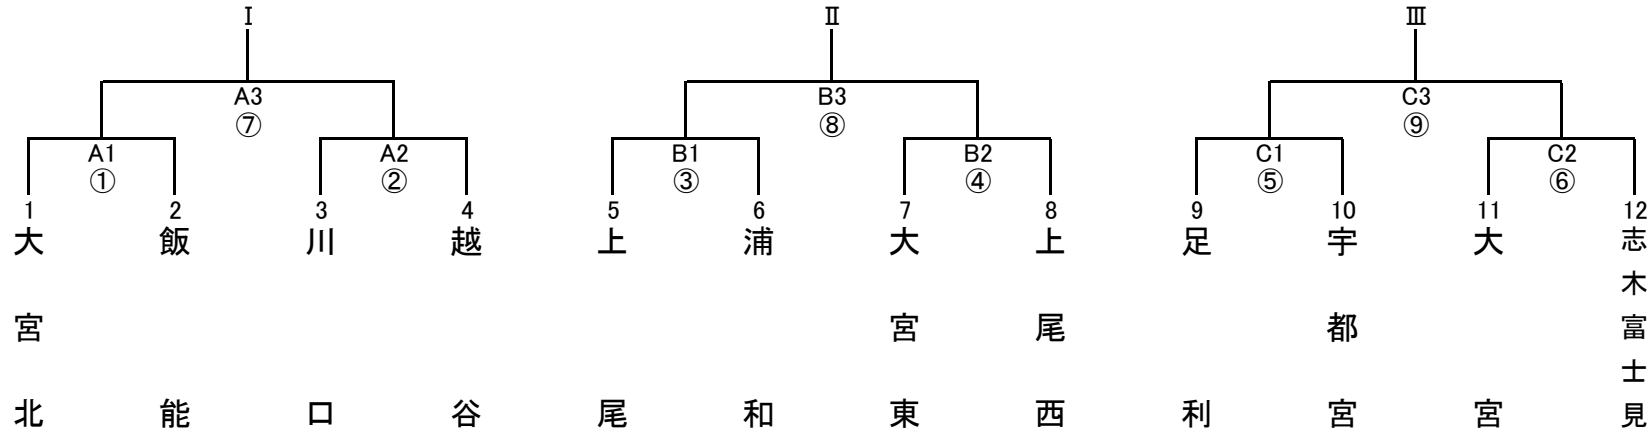 Ⅰ Ⅱ Ⅲ
A3 B3 C3
⑦ ⑧ ⑨
A1 A2 B1 B2 C1 C2
① ② ③ ④ ⑤ ⑥
1 2 3 4 5 6 7 8 9 10 11 12
大宮北
飯能
川口
越谷
上尾
浦和
大宮東
上尾西
足利
宇都宮
大宮
志木富士見